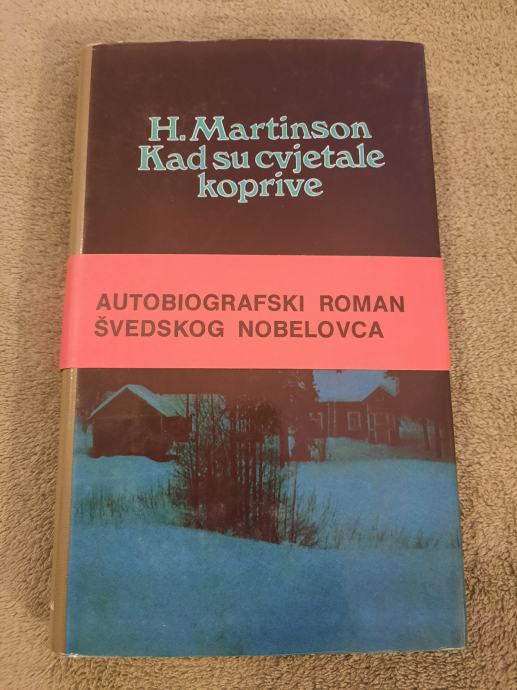 H. Martinson
Kad su cvjetale
koprive
AUTOBIOGRAFSKI ROMAN
ŠVEDSKOG NOBELOVCA